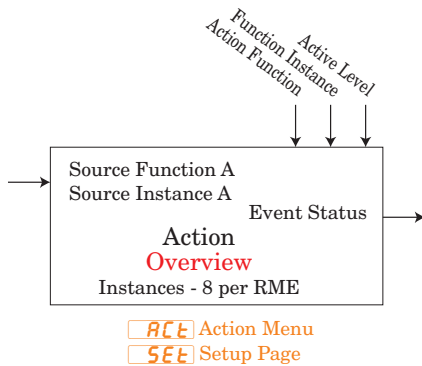 Action Function
Function Instance
Active Level
Source Function A
Source Instance A
Event Status
Action
Overview
Instances - 8 per RME
ACt Action Menu
SEt Setup Page